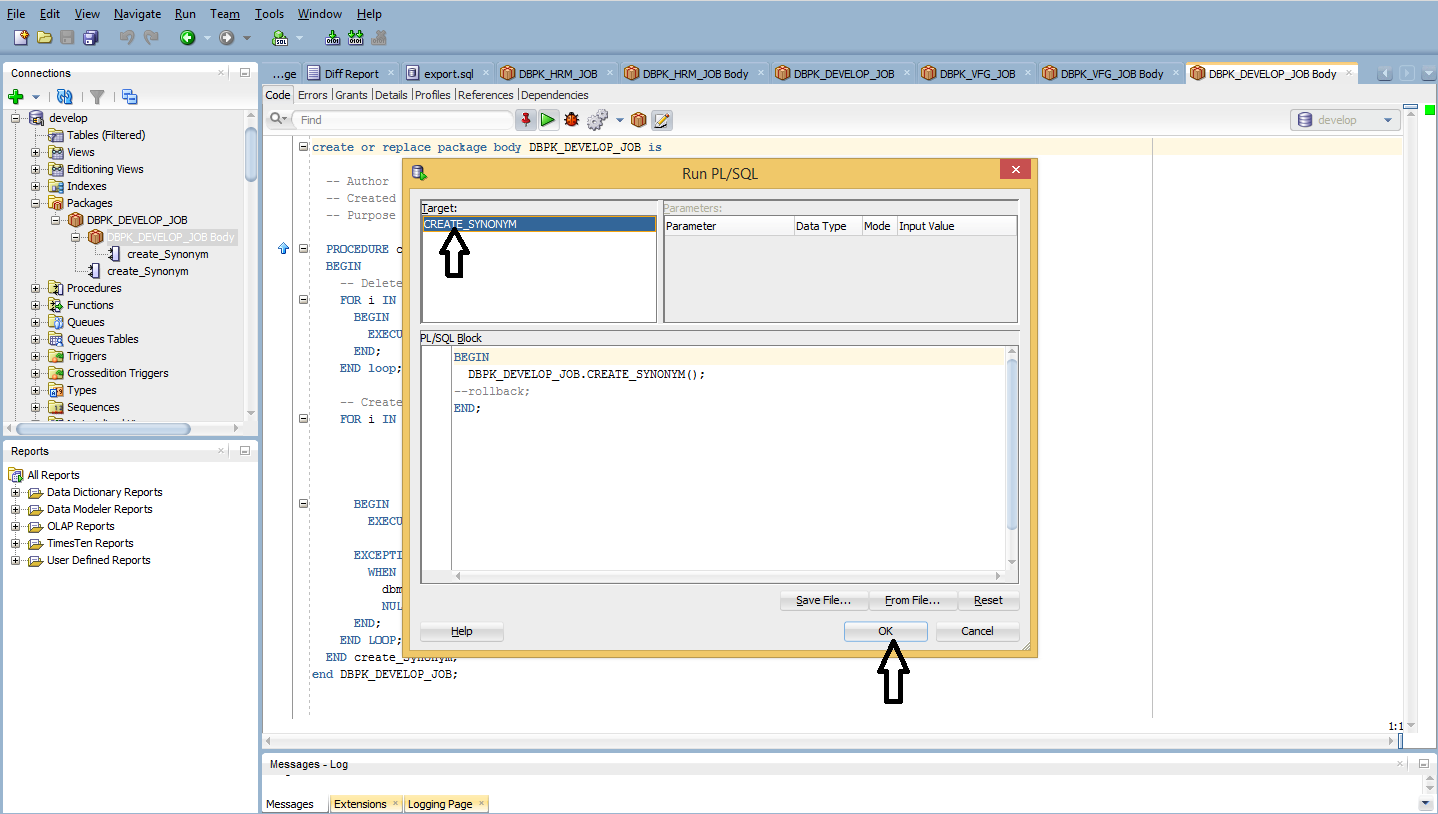 File Edit View Navigate Run Team Tools Window Help
Connections
develop
Tables (Filtered)
Views
Editioning Views
Indexes
Packages
DBPK_DEVELOP_JOB
DBPK_DEVELOP_JOB Body
create_Synonym
create_Synonym
Procedures
Functions
Queues
Queues Tables
Triggers
Crossedition Triggers
Types
Sequences
Reports
All Reports
Data Dictionary Reports
Data Modeler Reports
OLAP Reports
TimesTen Reports
User Defined Reports
...ge Diff Report export.sql DBPK_HRM_JOB DBPK_HRM_JOB Body DBPK_DEVELOP_JOB DBPK_VFG_JOB DBPK_VFG_JOB Body DBPK_DEVELOP_JOB Body
Code Errors Grants Details Profiles References Dependencies
Find develop
create or replace package body DBPK_DEVELOP_JOB is
-- Author
-- Created
-- Purpose
PROCEDURE c
BEGIN
-- Delete
FOR i IN
BEGIN
EXECU
END;
END loop;
-- Create
FOR i IN
BEGIN
EXECU
EXCEPTI
WHEN
dbm
NUL
END;
END LOOP;
END create_Synonym;
end DBPK_DEVELOP_JOB;
1:1
Run PL/SQL
Target:
CREATE_SYNONYM
Parameters:
Parameter Data Type Mode Input Value
PL/SQL Block
BEGIN
DBPK_DEVELOP_JOB.CREATE_SYNONYM();
--rollback;
END;
Save File... From File... Reset
Help OK Cancel
Messages - Log
Messages Extensions Logging Page